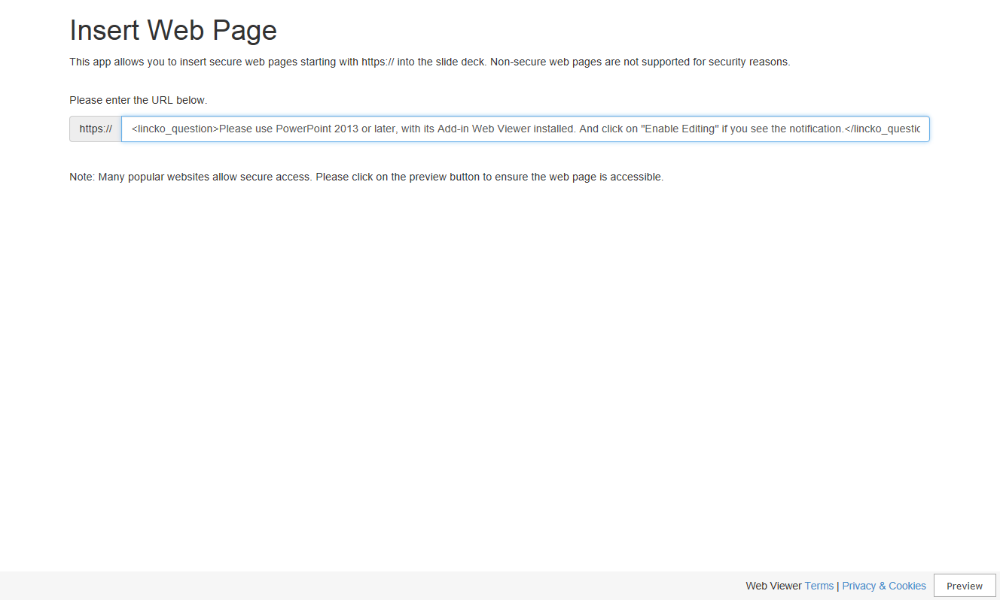 Insert Web Page
This app allows you to insert secure web pages starting with https:// into the slide deck. Non-secure web pages are not supported for security reasons.
Please enter the URL below.
https:// <lincko_question>Please use PowerPoint 2013 or later, with its Add-in Web Viewer installed. And click on "Enable Editing" if you see the notification.</lincko_questic
Note: Many popular websites allow secure access. Please click on the preview button to ensure the web page is accessible.
Web Viewer Terms | Privacy & Cookies Preview